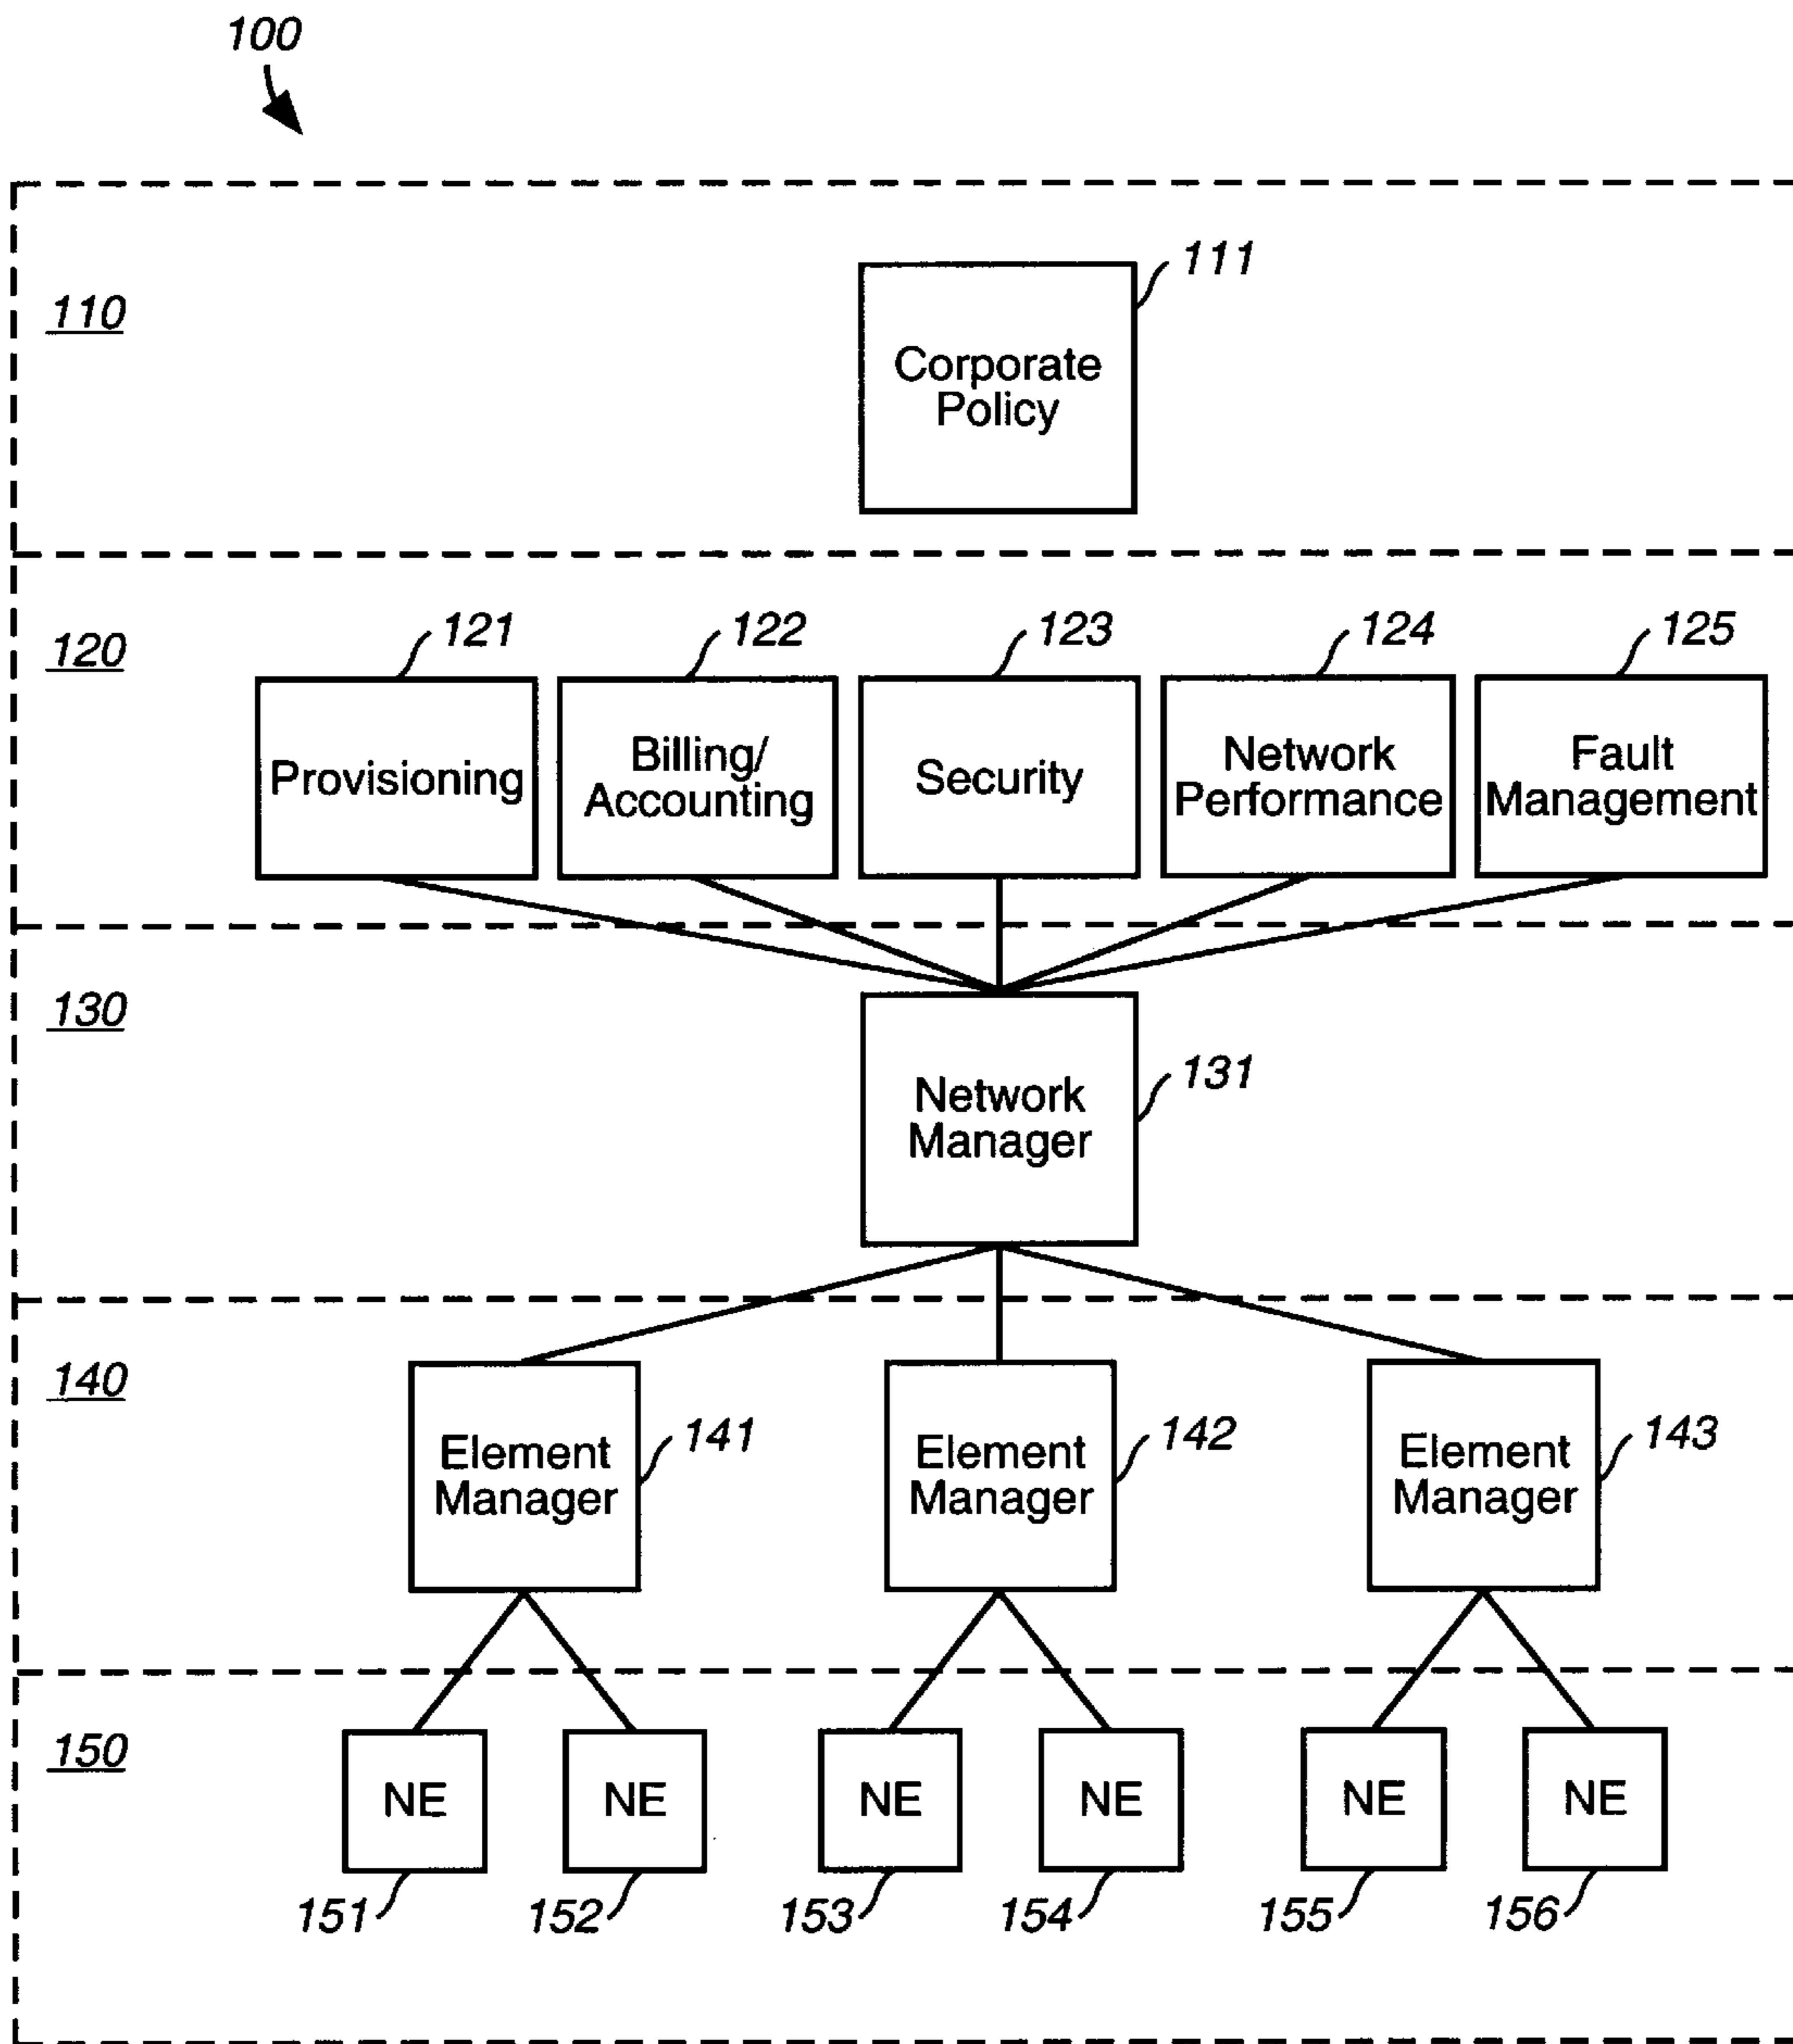 100
111
110
Corporate
Policy
121
122
123
124
125
120
Provisioning
Billing/
Accounting
Security
Network
Performance
Fault
Management
130
131
Network
Manager
140
141
142
143
Element
Manager
Element
Manager
Element
Manager
150
NE
NE
NE
NE
NE
NE
151
152
153
154
155
156